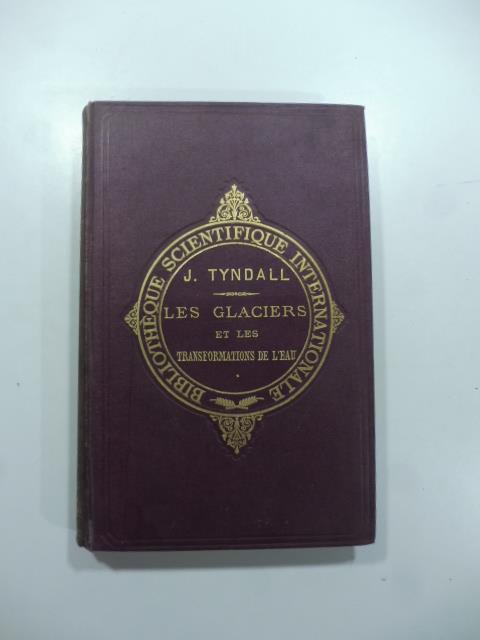 BIBLIOTHÈQUE SCIENTIFIQUE INTERNATIONALE
J. TYNDALL
LES GLACIERS
ET LES
TRANSFORMATIONS DE L'EAU